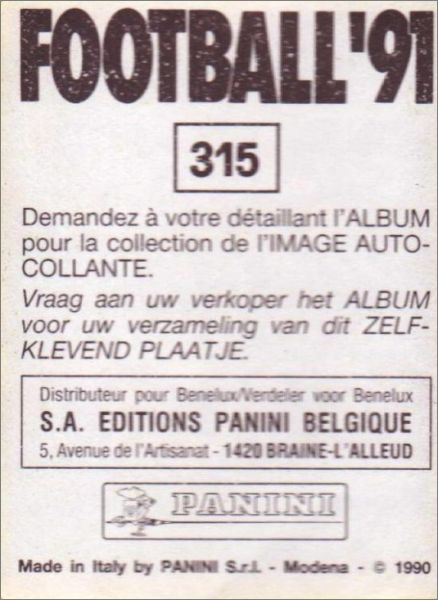 FOOTBALL'91
315
Demandez à votre détaillant l'ALBUM
pour la collection de l'IMAGE AUTO-
COLLANTE.
Vraag aan uw verkoper het ALBUM
voor uw verzameling van dit ZELF-
KLEVEND PLAATJE.
Distributeur pour Benelux/Verdeler voor Benelux
S.A. EDITIONS PANINI BELGIQUE
5, Avenue de l'Artisanat - 1420 BRAINE-L'ALLEUD
PANINI
Made in Italy by PANINI S.r.l. - Modena - © 1990